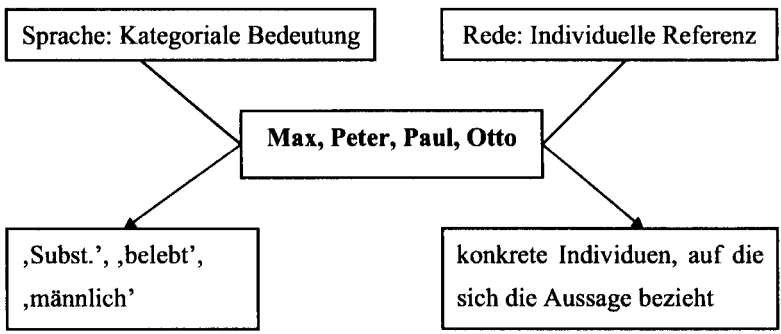 Sprache: Kategoriale Bedeutung
Rede: Individuelle Referenz
Max, Peter, Paul, Otto
‚Subst.’, ‚belebt’,
‚männlich’
konkrete Individuen, auf die
sich die Aussage bezieht